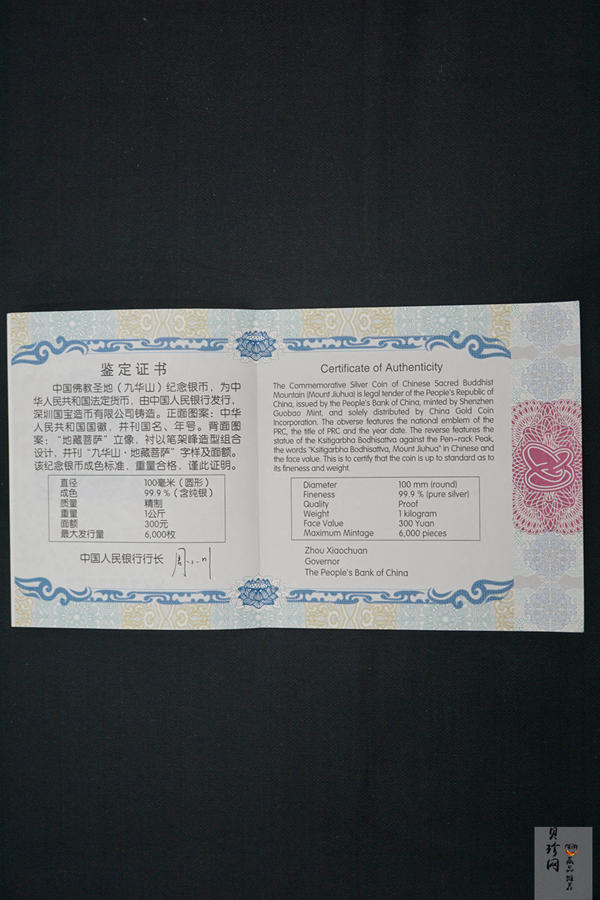 鉴定证书
中国佛教圣地（九华山）纪念银币，为中
华人民共和国法定货币，由中国人民银行发行，
深圳国宝造币有限公司铸造。正面图案：中华
人民共和国国徽，并刊国名、年号。背面图
案：“地藏菩萨”立像，衬以笔架峰造型组合
设计，并刊“九华山·地藏菩萨”字样及面额。
该纪念银币成色标准，重量合格，谨此证明。
直径 100毫米（圆形）
成色 99.9 %（含纯银）
质量 精制
重量 1公斤
面额 300元
最大发行量 6,000枚
中国人民银行行长
Certificate of Authenticity
The Commemorative Silver Coin of Chinese Sacred Buddhist
Mountain (Mount Jiuhua) is legal tender of the People's Republic of
China, issued by the People's Bank of China, minted by Shenzhen
Guobao Mint, and solely distributed by China Gold Coin
Incorporation. The obverse features the national emblem of the
PRC, the title of PRC and the year date. The reverse features the
statue of the Ksitigarbha Bodhisattva against the Pen-rack Peak,
the words "Ksitigarbha Bodhisattva, Mount Jiuhua" in Chinese and
the face value. This is to certify that the coin is up to standard as to
its fineness and weight.
Diameter 100 mm (round)
Fineness 99.9 % (pure silver)
Quality Proof
Weight 1 kilogram
Face Value 300 Yuan
Maximum Mintage 6,000 pieces
Zhou Xiaochuan
Governor
The People's Bank of China
贝珍网